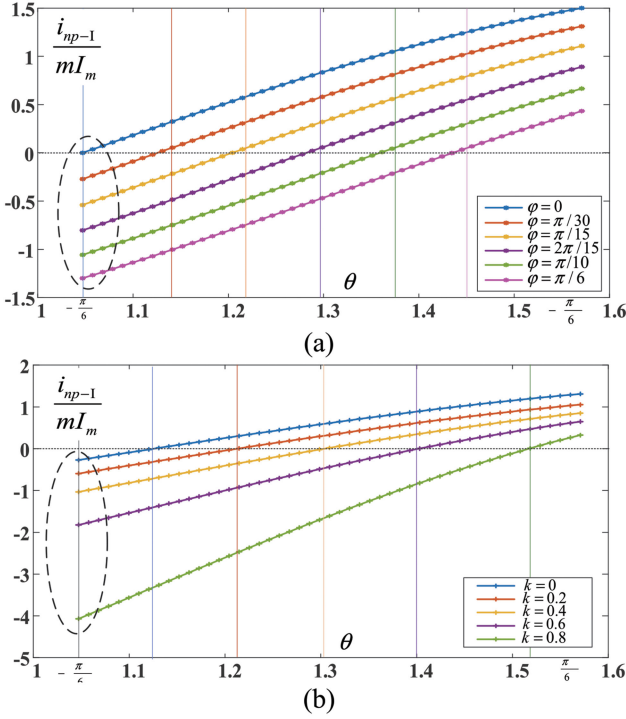 1.5
i_{np-I}
mI_m
1
0.5
0
-0.5
-1
-1.5
φ=0
φ=π/30
φ=π/15
φ=2π/15
φ=π/10
φ=π/6
1 -π/6 1.1 1.2 1.3 θ 1.4 1.5 -π/6 1.6
(a)
2
i_{np-I}
mI_m
1
0
-1
-2
-3
-4
-5
k=0
k=0.2
k=0.4
k=0.6
k=0.8
1 -π/6 1.1 1.2 1.3 θ 1.4 1.5 π/6 1.6
(b)